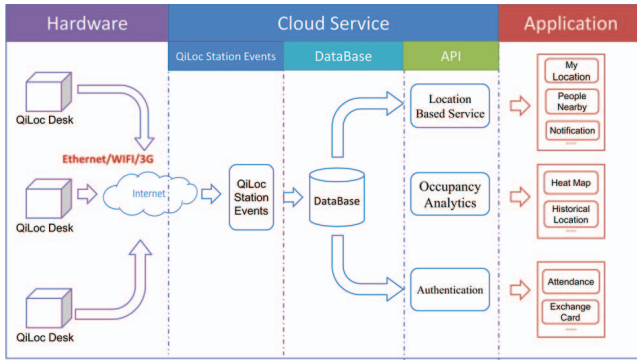 Hardware
Cloud Service
Application
QiLoc Station Events
DataBase
API
QiLoc Desk
Ethernet/WIFI/3G
QiLoc Desk
Internet
QiLoc
Station
Events
DataBase
QiLoc Desk
Location
Based Service
Occupancy
Analytics
Authentication
My
Location
People
Nearby
Notification
Heat Map
Historical
Location
Attendance
Exchange
Card